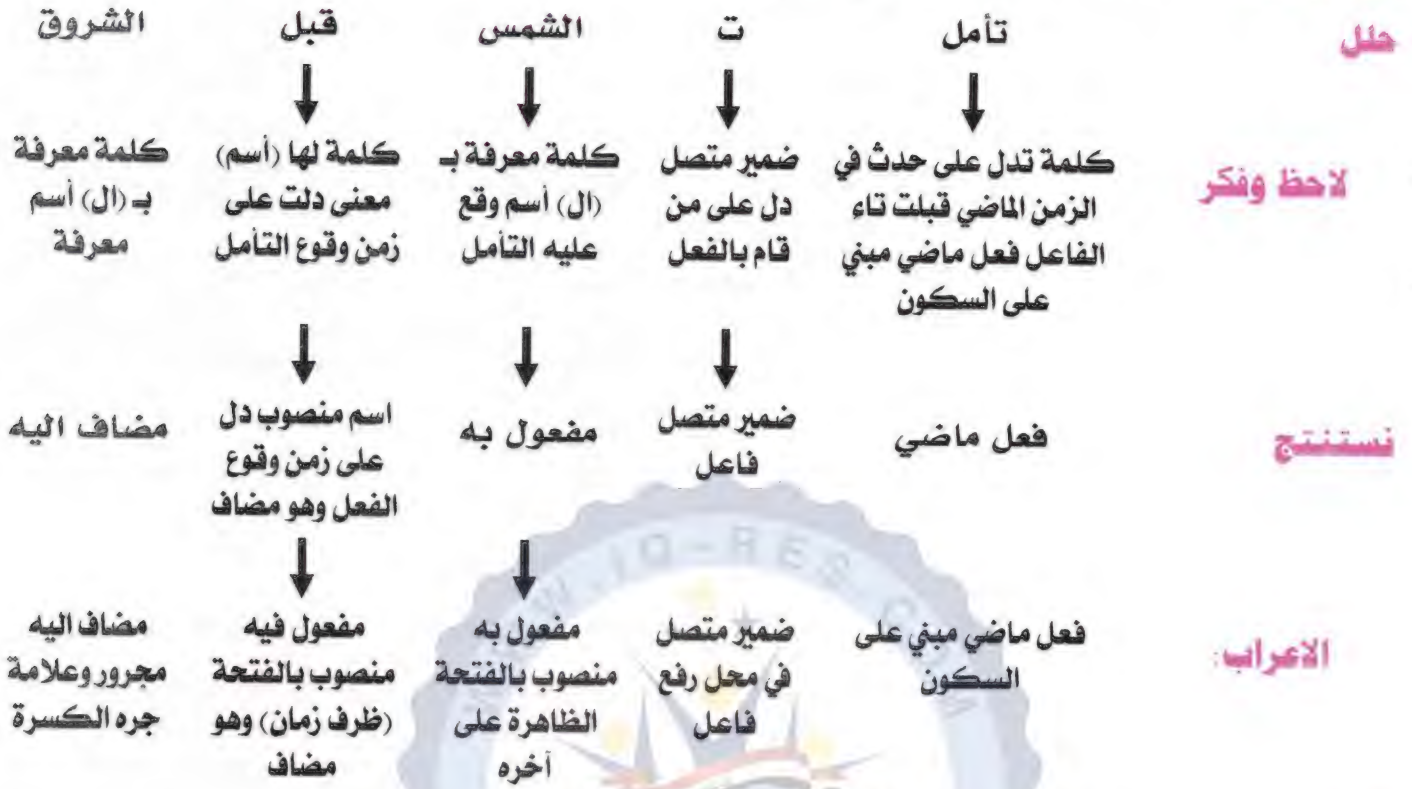 حلل
تأمل
ت
الشمس
قبل
الشروق
لاحظ وفكر
كلمة تدل على حدث في
الزمن الماضي قبلت تاء
الفاعل فعل ماضي مبني
على السكون
ضمير متصل
دل على من
قام بالفعل
كلمة معرفة بـ
(ال) أسم وقع
عليه التأمل
كلمة لها (أسم)
معنى دلت على
زمن وقوع التأمل
كلمة معرفة
بـ (ال) أسم
معرفة
نستنتج
فعل ماضي
ضمير متصل
فاعل
مفعول به
اسم منصوب دل
على زمن وقوع
الفعل وهو مضاف
مضاف اليه
الاعراب:
فعل ماضي مبني على
السكون
ضمير متصل
في محل رفع
فاعل
مفعول به
منصوب بالفتحة
الظاهرة على
آخره
مفعول فيه
منصوب بالفتحة
(ظرف زمان) وهو
مضاف
مضاف اليه
مجرور وعلامة
جره الكسرة